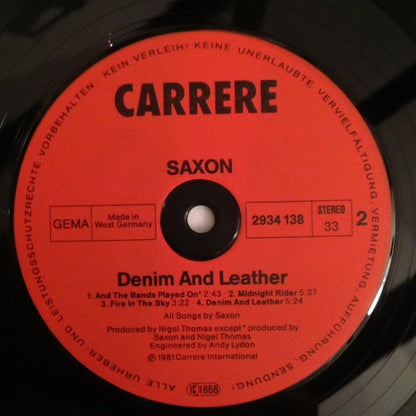 ALLE URHEBER- UND LEISTUNGSSCHUTZRECHTE VORBEHALTEN · KEIN VERLEIH! KEINE UNERLAUBTE VERVIELFÄLTIGUNG, VERMIETUNG, AUFFÜHRUNG, SENDUNG!
CARRERE
SAXON
GEMA
Made in
West Germany
2934 138
STEREO
33
2
Denim And Leather
1. And The Bands Played On* 2:43 · 2. Midnight Rider 5:37
3. Fire In The Sky 3:22 · 4. Denim And Leather 5:24
All Songs by Saxon
Produced by Nigel Thomas except* produced by
Saxon and Nigel Thomas
Engineered by Andy Lydon
Ⓟ 1981 Carrere International
LC 1866